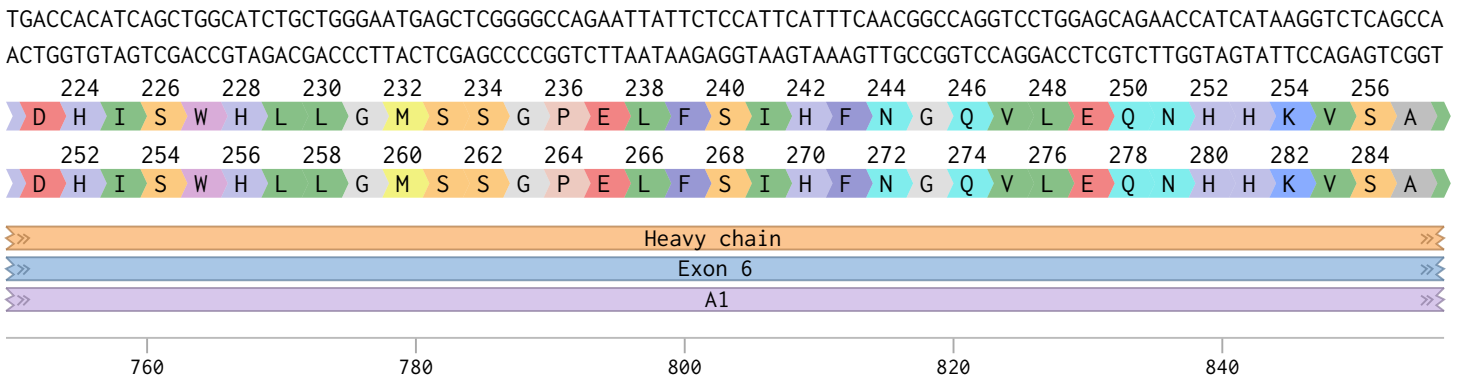 TGACCACATCAGCTGGCATCTGCTGGGAATGAGCTCGGGGCCAGAATTATTCTCCATTCATTTCAACGGCCAGGTCCTGGAGCAGAACCATCATAAGGTCTCAGCCA
ACTGGTGTAGTCGACCGTAGACGACCCTTACTCGAGCCCCGGTCTTAATAAGAGGTAAGTAAAGTTGCCGGTCCAGGACCTCGTCTTGGTAGTATTCCAGAGTCGGT
224 226 228 230 232 234 236 238 240 242 244 246 248 250 252 254 256
D H I S W H L L G M S S G P E L F S I H F N G Q V L E Q N H H K V S A
252 254 256 258 260 262 264 266 268 270 272 274 276 278 280 282 284
D H I S W H L L G M S S G P E L F S I H F N G Q V L E Q N H H K V S A
Heavy chain
Exon 6
A1
760 780 800 820 840